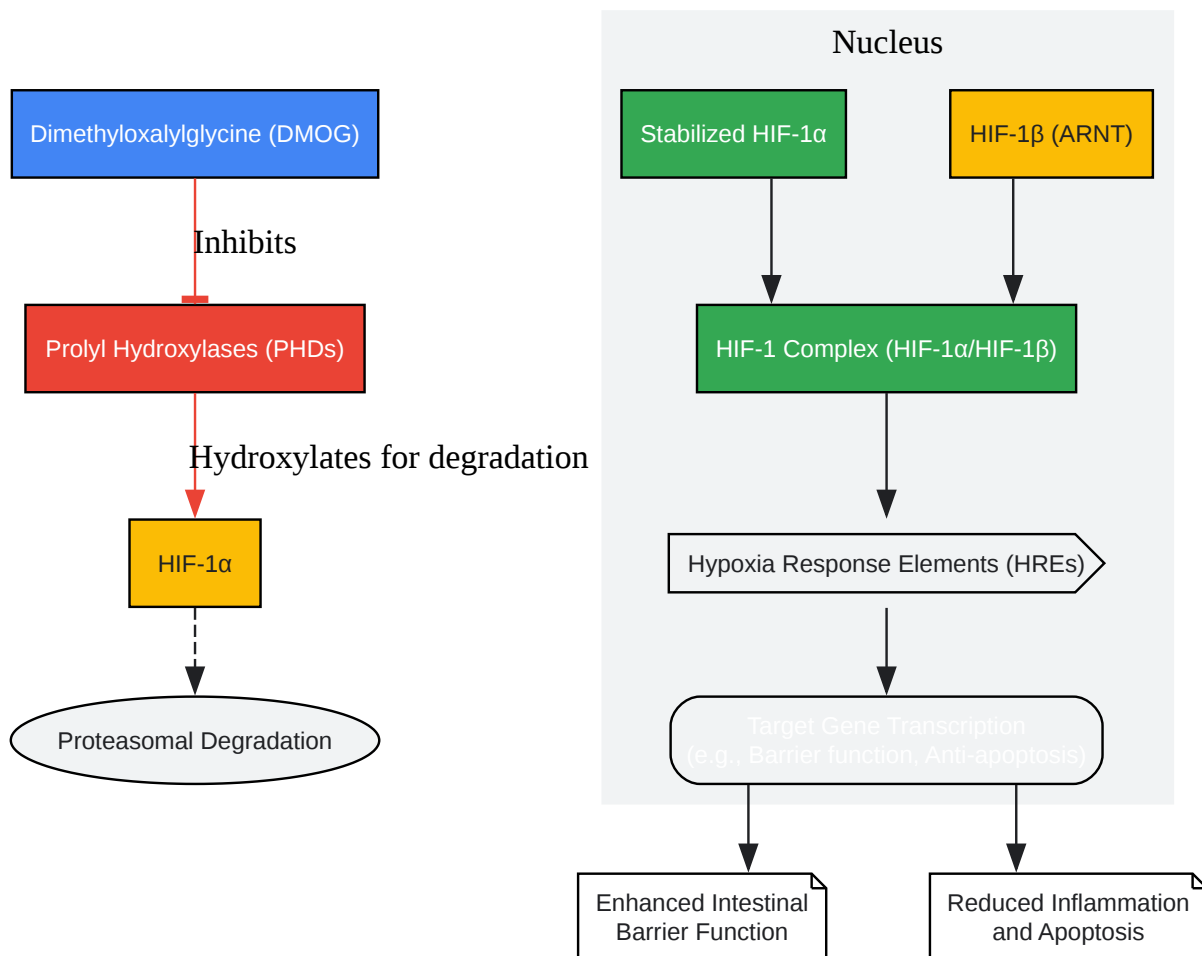 Nucleus
Dimethyloxalylglycine (DMOG)
Stabilized HIF-1α
HIF-1β (ARNT)
Inhibits
Prolyl Hydroxylases (PHDs)
HIF-1 Complex (HIF-1α/HIF-1β)
Hydroxylates for degradation
HIF-1α
Hypoxia Response Elements (HREs)
Proteasomal Degradation
Target Gene Transcription
(e.g., Barrier function, Anti-apoptosis)
Enhanced Intestinal
Barrier Function
Reduced Inflammation
and Apoptosis